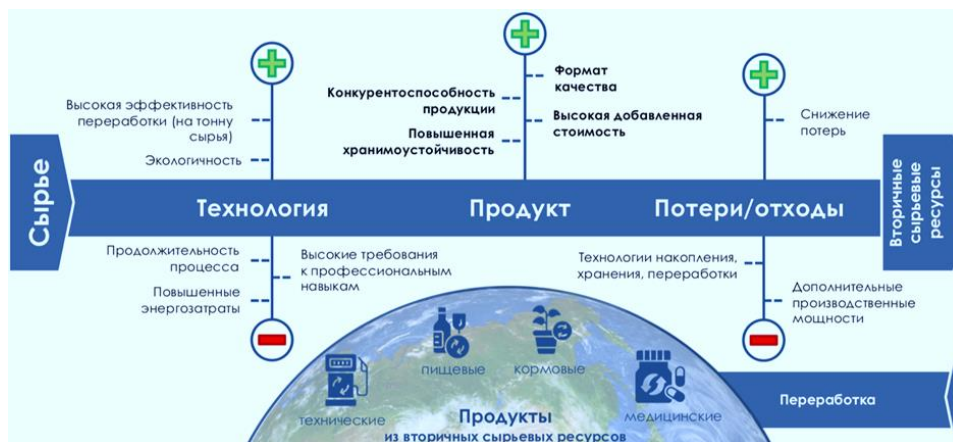 Сырье
Высокая эффективность
переработки (на тонну
сырья)
Экологичность
Технология
Продолжительность
процесса
Повышенные
энергозатраты
Высокие требования
к профессиональным
навыкам
Конкурентоспособность
продукции
Повышенная
хранимоустойчивость
Формат
качества
Высокая добавленная
стоимость
Продукт
Снижение
потерь
Потери/отходы
Технологии накопления,
хранения, переработки
Дополнительные
производственные
мощности
Вторичные
сырьевые
ресурсы
Переработка
технические
пищевые
кормовые
медицинские
Продукты
из вторичных сырьевых ресурсов